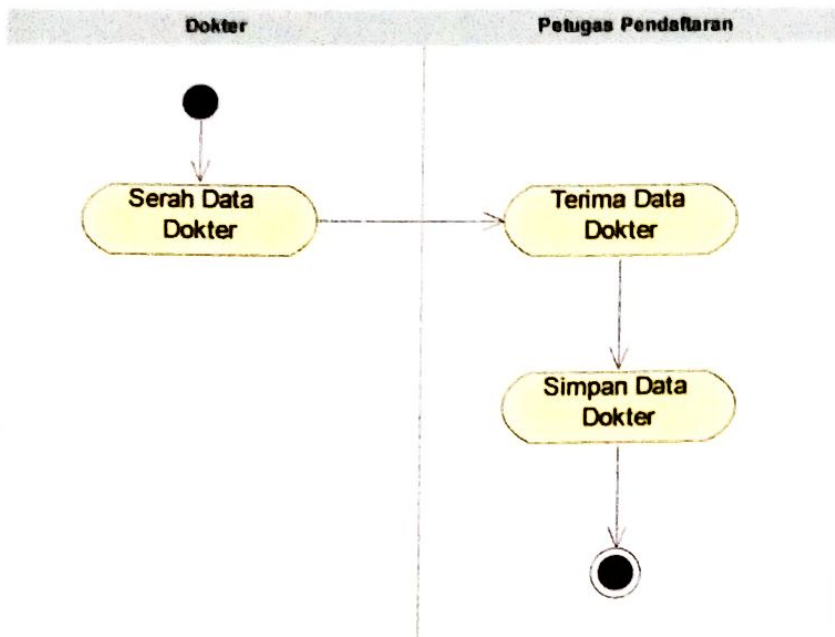 Dokter
Petugas Pendaftaran
Serah Data
Dokter
Terima Data
Dokter
Simpan Data
Dokter